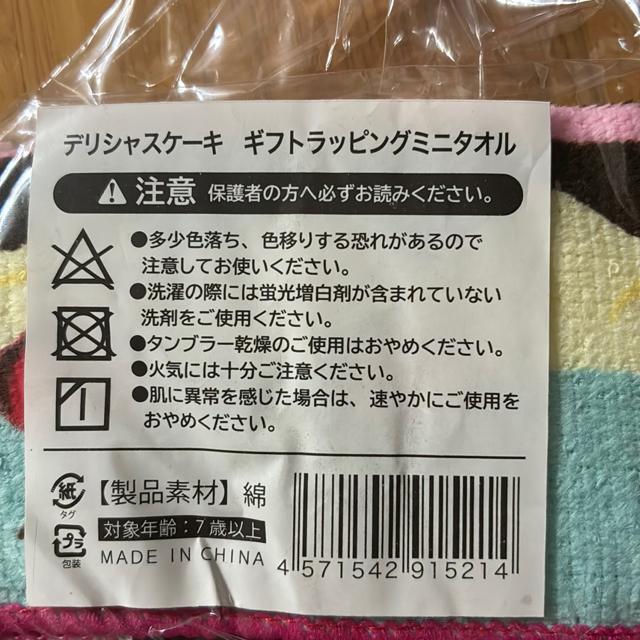 デリシャスケーキ ギフトラッピングミニタオル
注意 保護者の方へ必ずお読みください。
●多少色落ち、色移りする恐れがあるので
注意してお使いください。
●洗濯の際には蛍光増白剤が含まれていない
洗剤をご使用ください。
●タンブラー乾燥のご使用はおやめください。
●火気には十分ご注意ください。
●肌に異常を感じた場合は、速やかにご使用を
おやめください。
紙
タグ
【製品素材】綿
プラ
包装
対象年齢:7歳以上
MADE IN CHINA
4 571542 915214